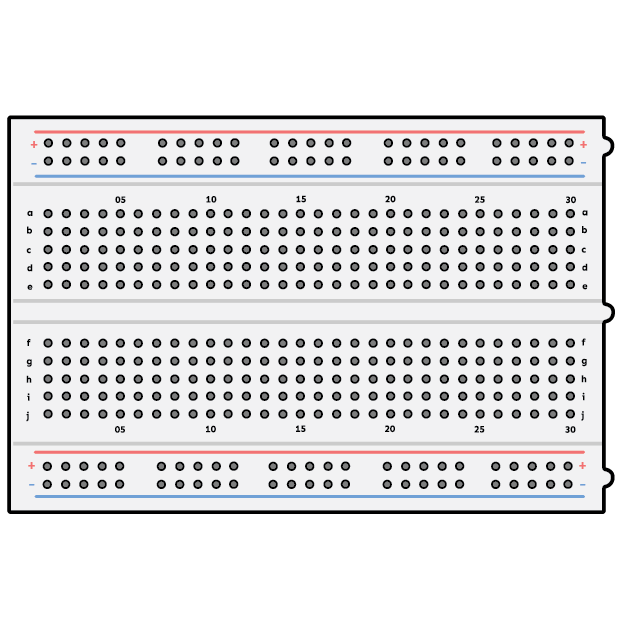 + +
– –
05 10 15 20 25 30
a a
b b
c c
d d
e e
f f
g g
h h
i i
j j
05 10 15 20 25 30
+ +
– –